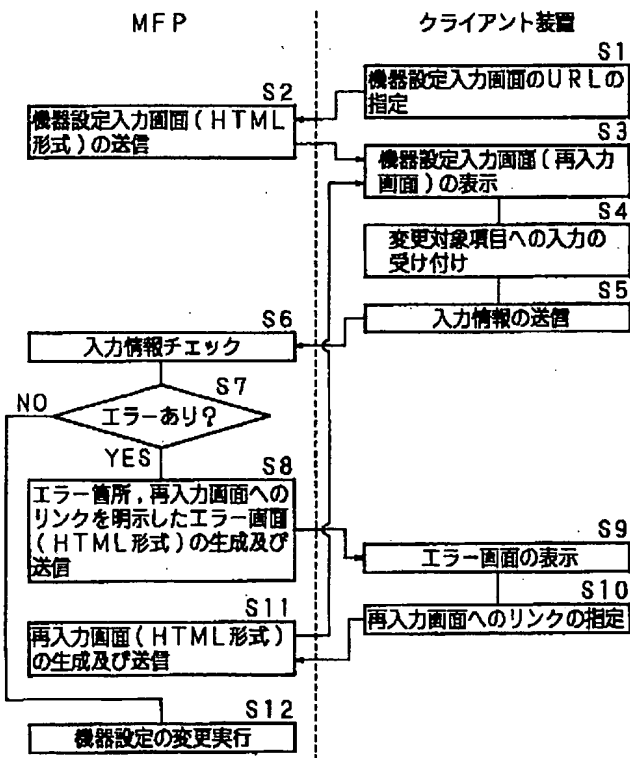 MFP
クライアント装置
S1
機器設定入力画面のURLの
指定
S2
機器設定入力画面(HTML
形式)の送信
S3
機器設定入力画面(再入力
画面)の表示
S4
変更対象項目への入力の
受け付け
S5
入力情報の送信
S6
入力情報チェック
S7
エラーあり?
NO
YES
S8
エラー箇所,再入力画面への
リンクを明示したエラー画面
(HTML形式)の生成及び
送信
S9
エラー画面の表示
S10
再入力画面へのリンクの指定
S11
再入力画面(HTML形式)
の生成及び送信
S12
機器設定の変更実行